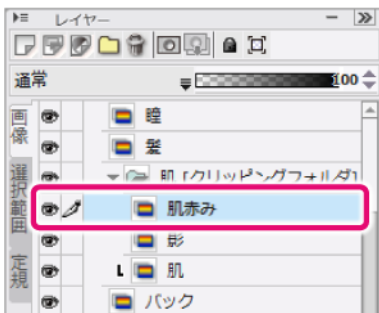 レイヤー
通常 100
画像
選択範囲
定規
瞳
髪
肌 [クリッピングフォルダ]
肌赤み
影
肌
バック